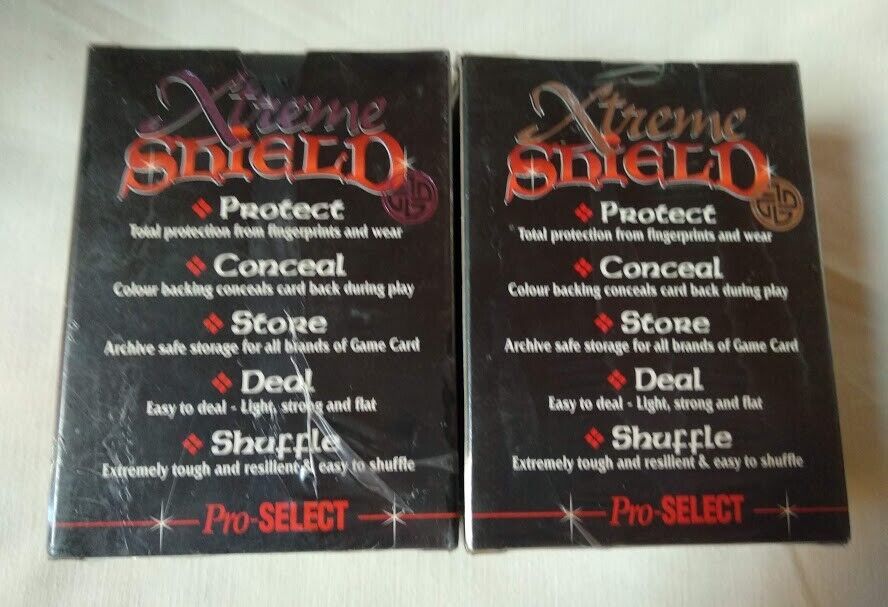 Xtreme
SHIELD
Protect
Total protection from fingerprints and wear
Conceal
Colour backing conceals card back during play
Store
Archive safe storage for all brands of Game Card
Deal
Easy to deal - Light, strong and flat
Shuffle
Extremely tough and resilient & easy to shuffle
Pro-SELECT
Xtreme
SHIELD
Protect
Total protection from fingerprints and wear
Conceal
Colour backing conceals card back during play
Store
Archive safe storage for all brands of Game Card
Deal
Easy to deal - Light, strong and flat
Shuffle
Extremely tough and resilient & easy to shuffle
Pro-SELECT